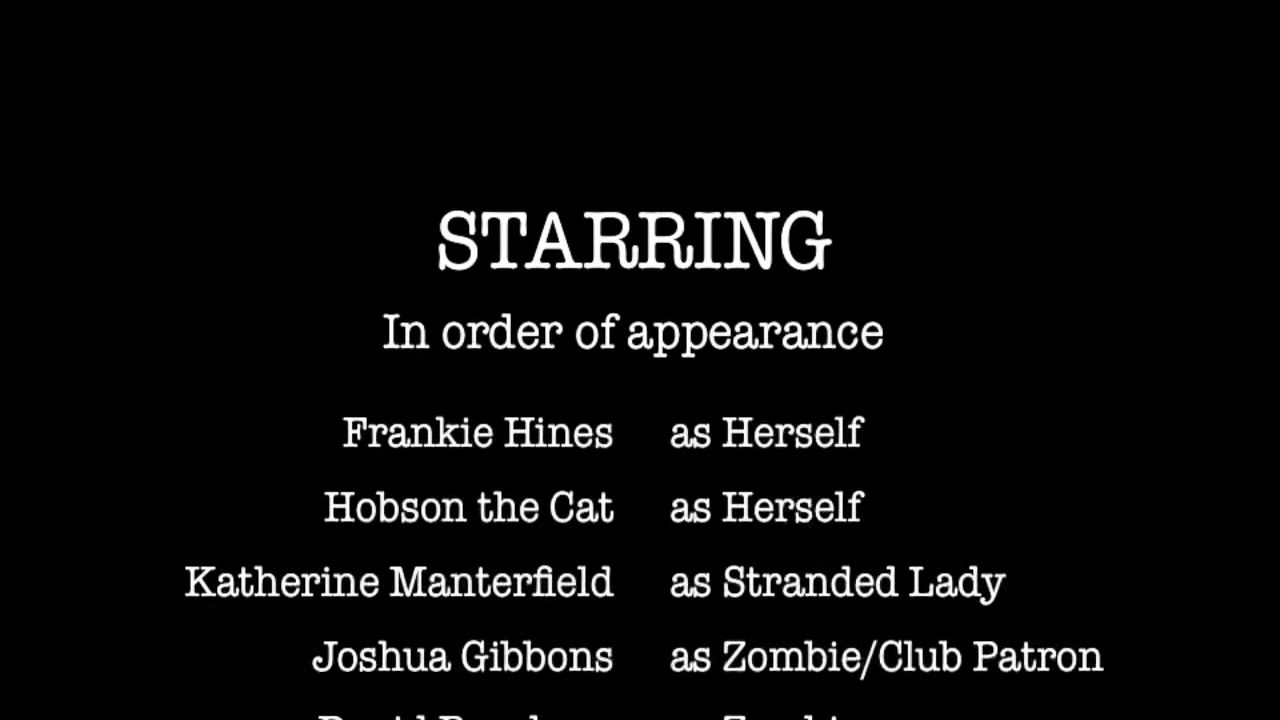 STARRING
In order of appearance
Frankie Hines as Herself
Hobson the Cat as Herself
Katherine Manterfield as Stranded Lady
Joshua Gibbons as Zombie/Club Patron